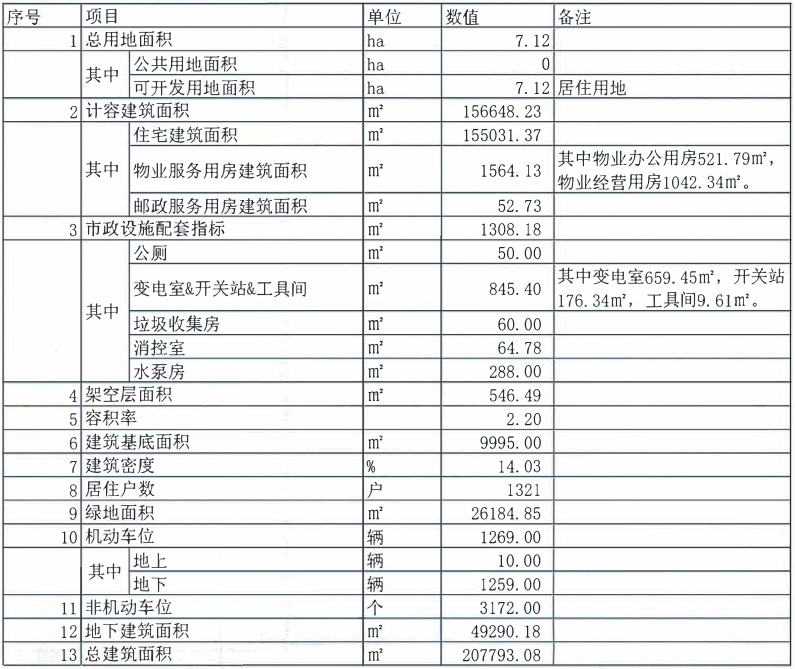 序号 项目 单位 数值 备注
1 总用地面积 ha 7.12
其中 公共用地面积 ha 0
可开发用地面积 ha 7.12 居住用地
2 计容建筑面积 ㎡ 156648.23
其中 住宅建筑面积 ㎡ 155031.37
物业服务用房建筑面积 ㎡ 1564.13 其中物业办公用房521.79㎡,
物业经营用房1042.34㎡。
邮政服务用房建筑面积 ㎡ 52.73
3 市政设施配套指标 ㎡ 1308.18
其中 公厕 ㎡ 50.00
变电室&开关站&工具间 ㎡ 845.40 其中变电室659.45㎡，开关站
176.34㎡，工具间9.61㎡。
垃圾收集房 ㎡ 60.00
消控室 ㎡ 64.78
水泵房 ㎡ 288.00
4 架空层面积 ㎡ 546.49
5 容积率 2.20
6 建筑基底面积 ㎡ 9995.00
7 建筑密度 % 14.03
8 居住户数 户 1321
9 绿地面积 ㎡ 26184.85
10 机动车位 辆 1269.00
其中 地上 辆 10.00
地下 辆 1259.00
11 非机动车位 个 3172.00
12 地下建筑面积 ㎡ 49290.18
13 总建筑面积 ㎡ 207793.08